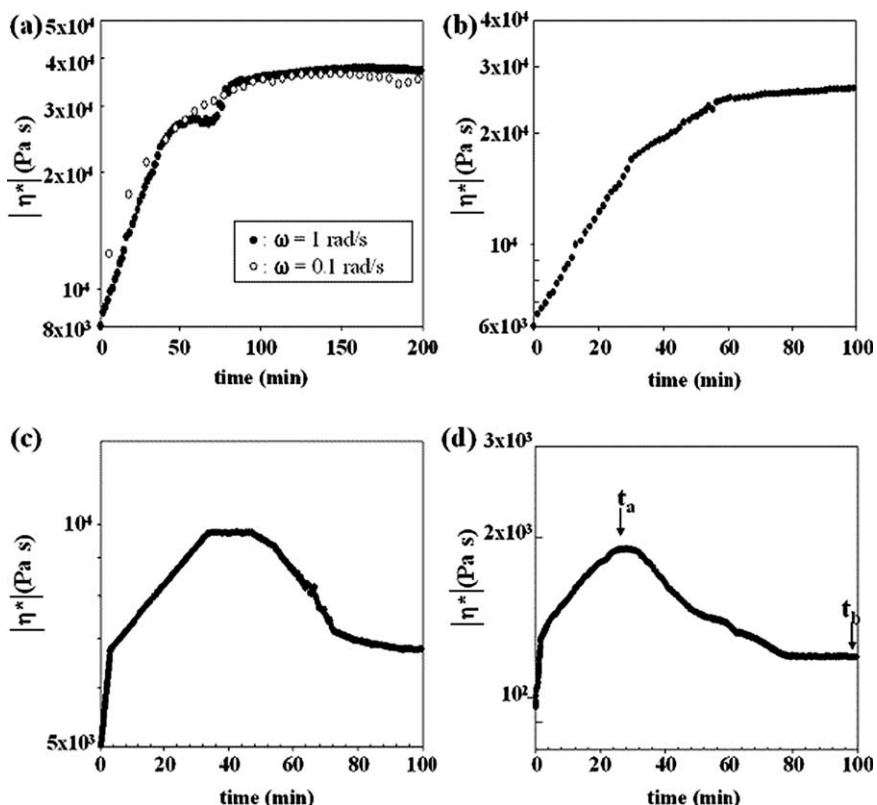 (a)
5x10⁴
4x10⁴
3x10⁴
2x10⁴
10⁴
8x10³
|η*|(Pa s)
● : ω = 1 rad/s
○ : ω = 0.1 rad/s
0 50 100 150 200
time (min)
(b)
4x10⁴
3x10⁴
2x10⁴
10⁴
6x10³
|η*|(Pa s)
0 20 40 60 80 100
time (min)
(c)
10⁴
5x10³
|η*|(Pa s)
0 20 40 60 80 100
time (min)
(d)
3x10³
2x10³
10²
|η*|(Pa s)
tₐ
t_b
0 20 40 60 80 100
time (min)